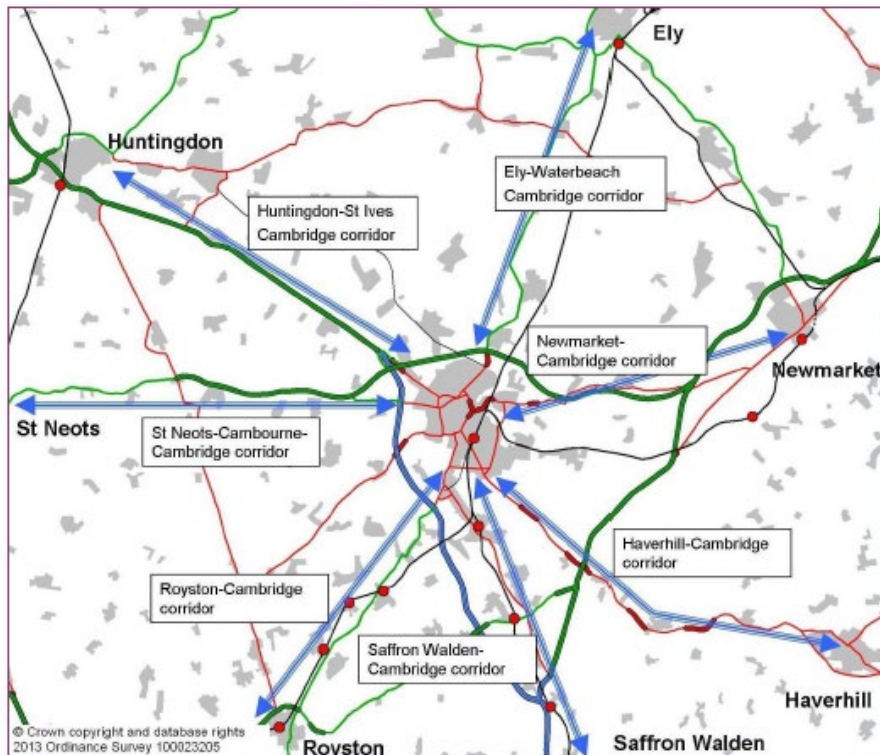 Ely
Huntingdon
Ely-Waterbeach
Cambridge corridor
Huntingdon-St Ives
Cambridge corridor
Newmarket-
Cambridge corridor
Newmarket
St Neots
St Neots-Cambourne-
Cambridge corridor
Haverhill-Cambridge
corridor
Royston-Cambridge
corridor
Saffron Walden-
Cambridge corridor
Haverhill
© Crown copyright and database rights
2013 Ordinance Survey 100023205
Royston
Saffron Walden